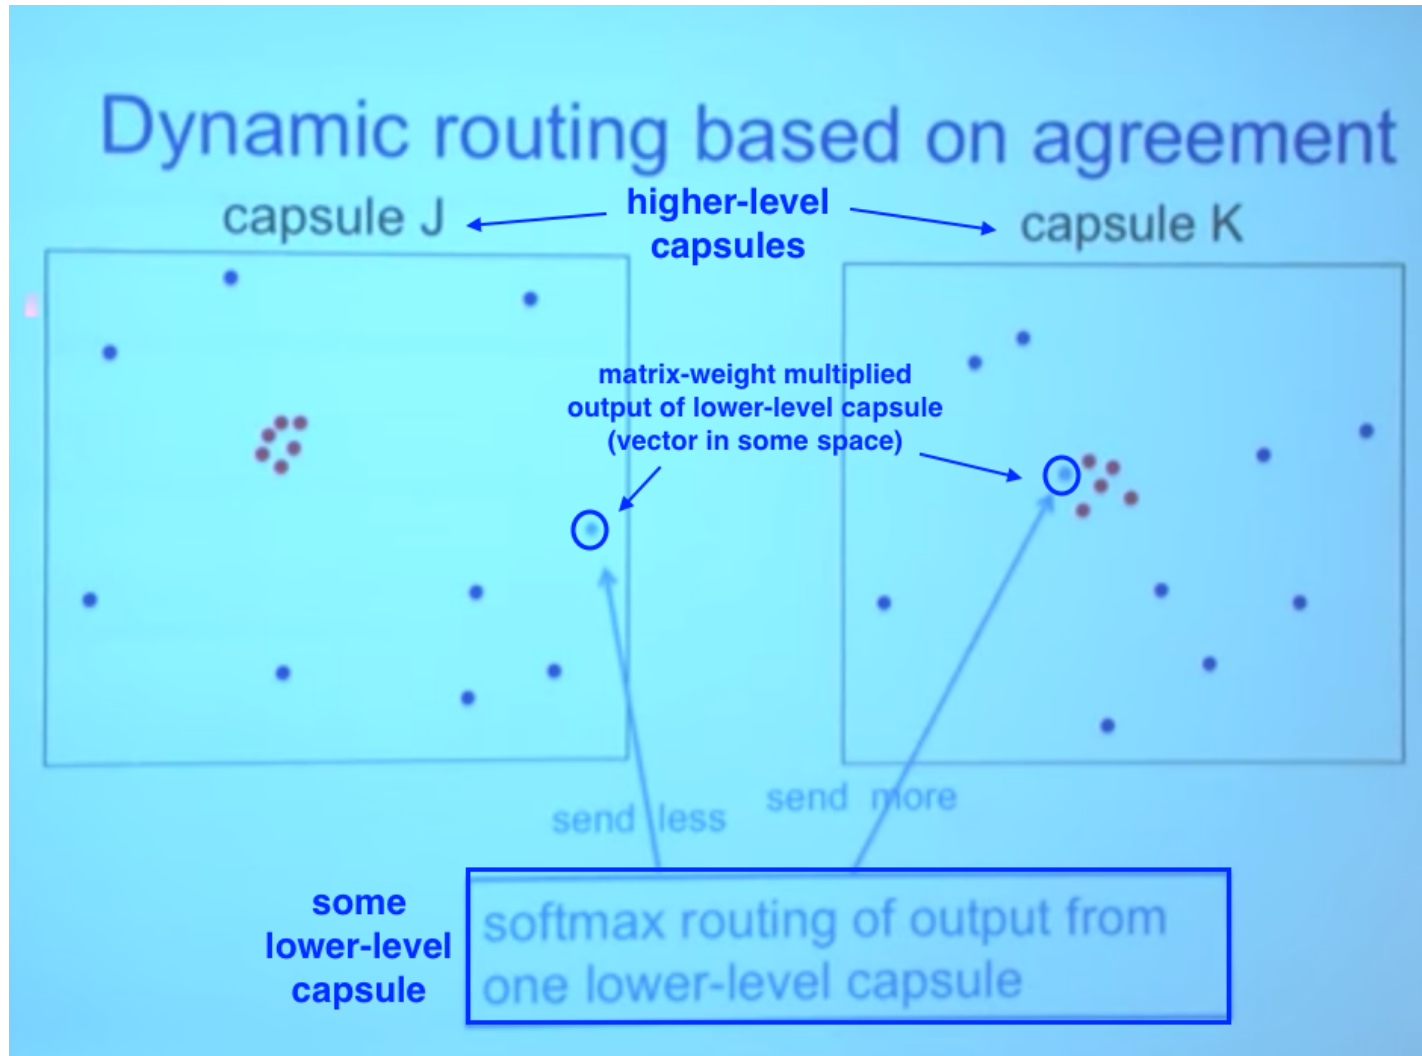 Dynamic routing based on agreement
capsule J
higher-level
capsules
capsule K
matrix-weight multiplied
output of lower-level capsule
(vector in some space)
send less
send more
some
lower-level
capsule
softmax routing of output from
one lower-level capsule